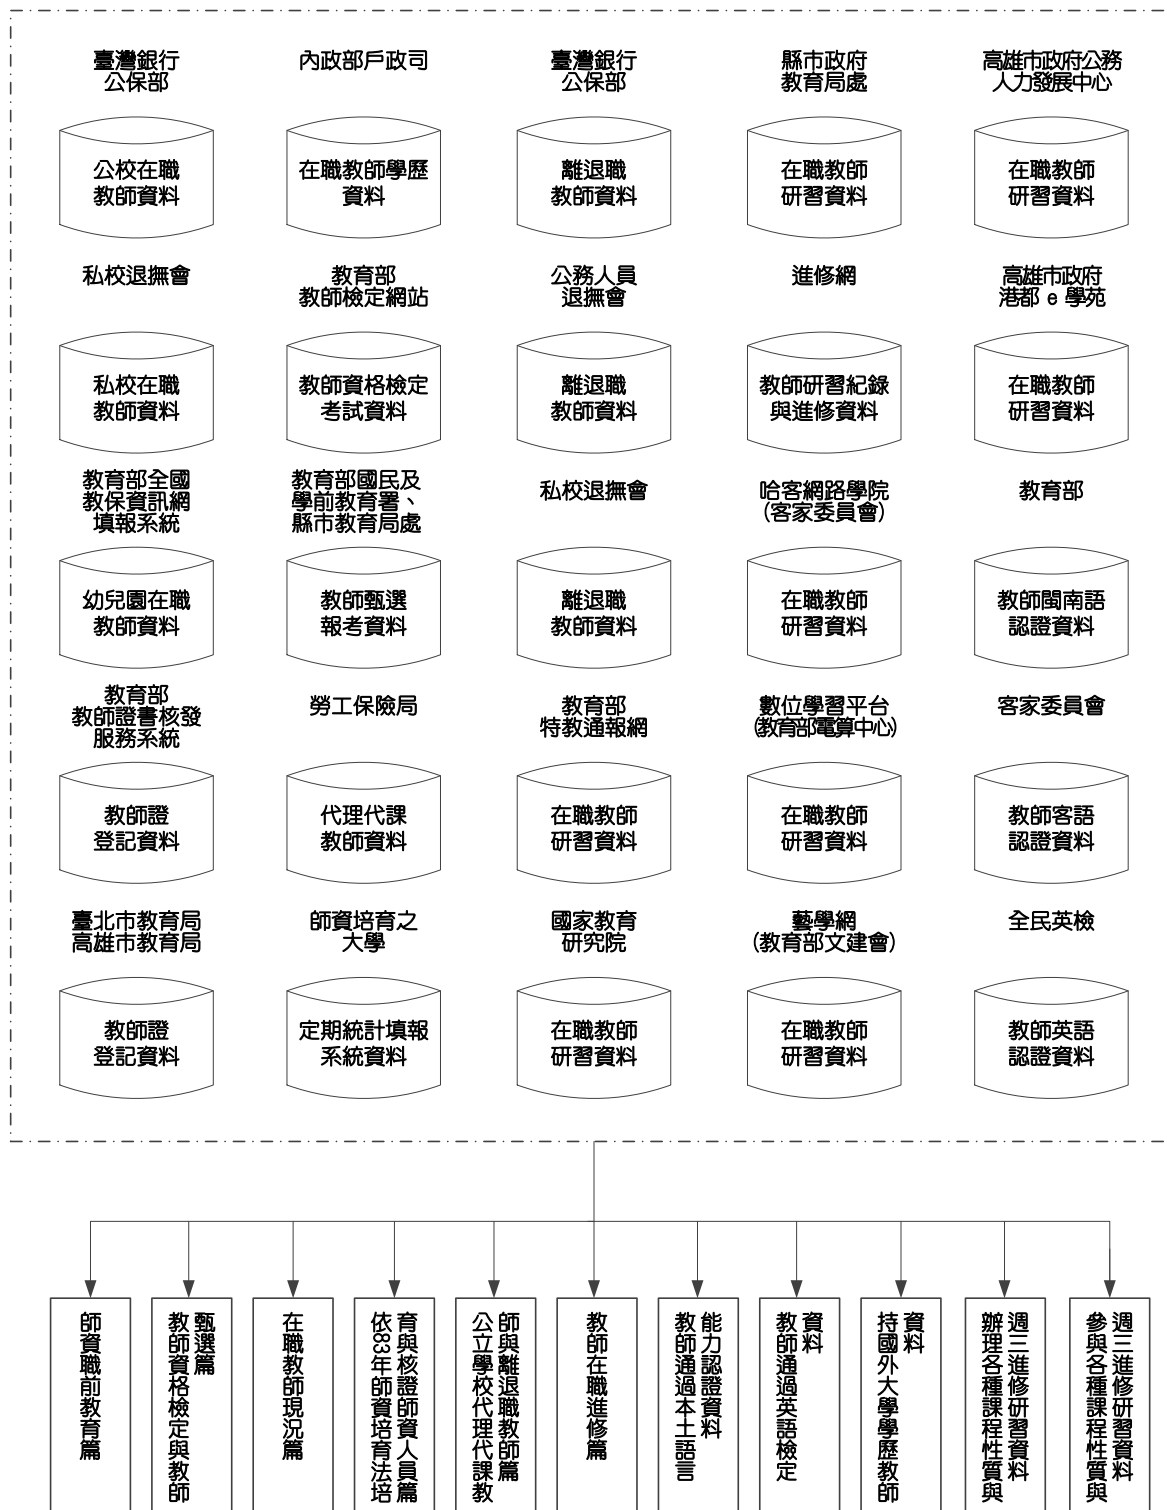 臺灣銀行
公保部
內政部戶政司
臺灣銀行
公保部
縣市政府
教育局處
高雄市政府公務
人力發展中心
公校在職
教師資料
在職教師學歷
資料
離退職
教師資料
在職教師
研習資料
在職教師
研習資料
私校退撫會
教育部
教師檢定網站
公務人員
退撫會
進修網
高雄市政府
港都 e 學苑
私校在職
教師資料
教師資格檢定
考試資料
離退職
教師資料
教師研習紀錄
與進修資料
在職教師
研習資料
教育部全國
教保資訊網
填報系統
教育部國民及
學前教育署、
縣市教育局處
私校退撫會
哈客網路學院
(客家委員會)
教育部
幼兒園在職
教師資料
教師甄選
報考資料
離退職
教師資料
在職教師
研習資料
教師閩南語
認證資料
教育部
教師證書核發
服務系統
勞工保險局
教育部
特教通報網
數位學習平台
(教育部電算中心)
客家委員會
教師證
登記資料
代理代課
教師資料
在職教師
研習資料
在職教師
研習資料
教師客語
認證資料
臺北市教育局
高雄市教育局
師資培育之
大學
國家教育
研究院
藝學網
(教育部文建會)
全民英檢
教師證
登記資料
定期統計填報
系統資料
在職教師
研習資料
在職教師
研習資料
教師英語
認證資料
師資職前教育篇
教師資格檢定與教師
甄選篇
在職教師現況篇
依83年師資培育法培
育與核證師資人員篇
公立學校代理代課教
師與離退職教師篇
教師在職進修篇
教師通過本土語言
能力認證資料
教師通過英語檢定
資料
持國外大學學歷教師
資料
辦理各種課程性質與
週三進修研習資料
參與各種課程性質與
週三進修研習資料